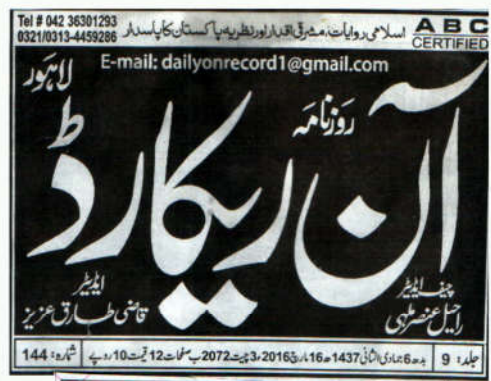 Tel # 042 36301293
0321/0313-4459286
اسلامی روایات، مشرقی اقدار اور نظریہ پاکستان کا پاسدار
ABC
CERTIFIED
E-mail: dailyonrecord1@gmail.com
لاہور
روزنامہ
آن ریکارڈ
چیف ایڈیٹر
راحیل عنصر ملہی
ایڈیٹر
قاضی طارق عزیز
جلد: 9
بدھ 6 جمادی الثانی 1437ھ 16 مارچ 2016ء 3 چیت 2072ب صفحات 12 قیمت 10 روپے
شمارہ: 144